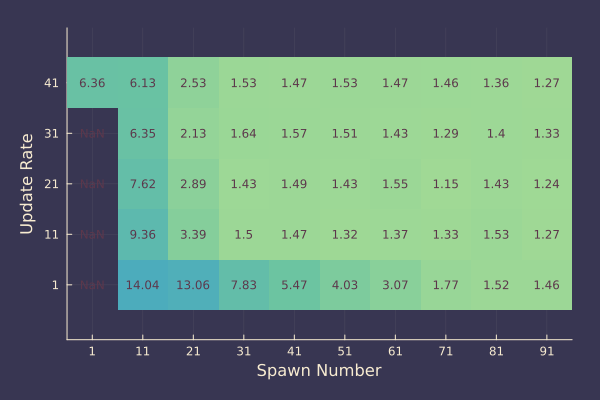 41 6.36 6.13 2.53 1.53 1.47 1.53 1.47 1.46 1.36 1.27
31 NaN 6.35 2.13 1.64 1.57 1.51 1.43 1.29 1.4 1.33
21 NaN 7.62 2.89 1.43 1.49 1.43 1.55 1.15 1.43 1.24
11 NaN 9.36 3.39 1.5 1.47 1.32 1.37 1.33 1.53 1.27
1 NaN 14.04 13.06 7.83 5.47 4.03 3.07 1.77 1.52 1.46
Update Rate
1 11 21 31 41 51 61 71 81 91
Spawn Number